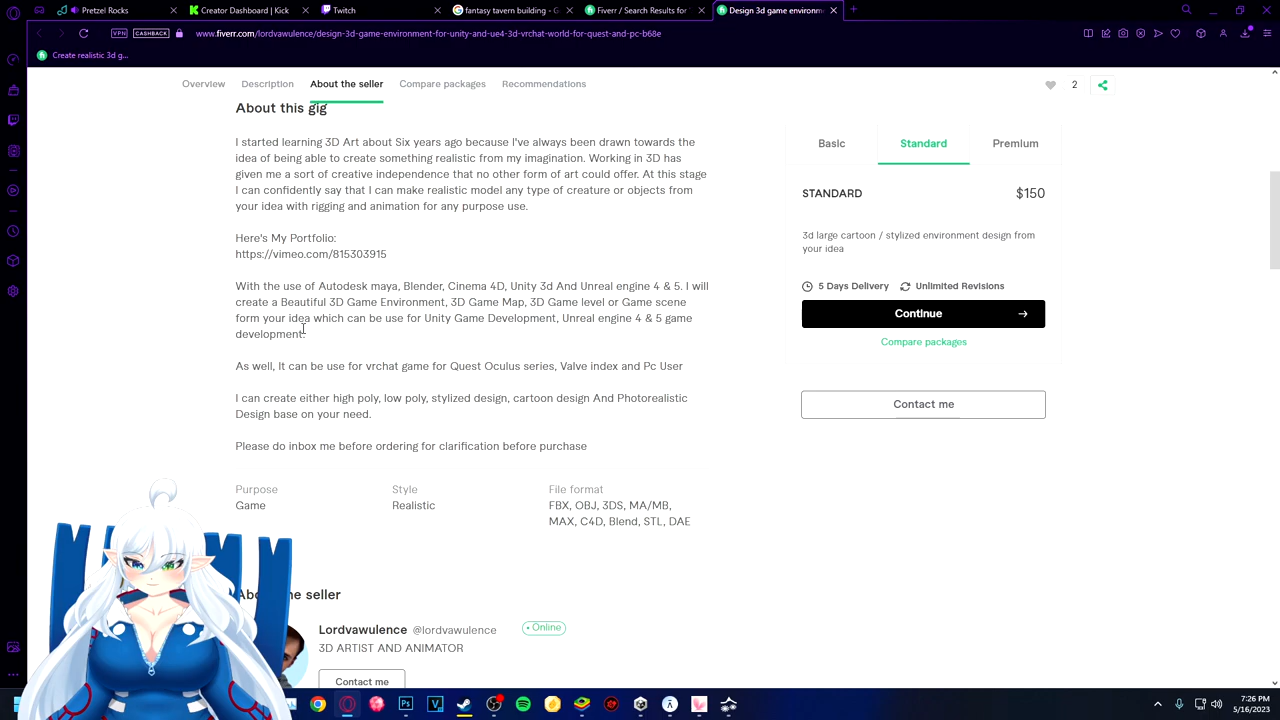 Pretzel Rocks
Twitch
game tavern building - G
Fiverr / Search Results for
Design 3d game environm
VPN CASHBACK www.fiverr.com/lordvawulence/design-3d-game-environment-for-unity-and-ue4-3d-vrchat-world-for-quest-and-pc-b68e
Create realistic 3d g...
Overview Description About the seller Compare packages Recommendations 2
About this gig
I started learning 3D Art about Six years ago because I've always been drawn towards the
idea of being able to create something realistic from my imagination. Working in 3D has
given me a sort of creative independence that no other form of art could offer. At this stage
I can confidently say that I can make realistic model any type of creature or objects from
your idea with rigging and animation for any purpose use.
Here's My Portfolio:
https://vimeo.com/815303915
With the use of Autodesk maya, Blender, Cinema 4D, Unity 3d And Unreal engine 4 & 5. I will
create a Beautiful 3D Game Environment, 3D Game Map, 3D Game level or Game scene
form your idea which can be use for Unity Game Development, Unreal engine 4 & 5 game
development.
As well, It can be use for vrchat game for Quest Oculus series, Valve index and Pc User
I can create either high poly, low poly, stylized design, cartoon design And Photorealistic
Design base on your need.
Please do inbox me before ordering for clarification before purchase
Purpose Style File format
Game Realistic FBX, OBJ, 3DS, MA/MB,
MAX, C4D, Blend, STL, DAE
Basic Standard Premium
STANDARD $150
3d large cartoon / stylized environment design from
your idea
5 Days Delivery Unlimited Revisions
Continue
Compare packages
Contact me
he seller
Lordvawulence @lordvawulence • Online
3D ARTIST AND ANIMATOR
Contact me
7:26 PM
5/16/2023